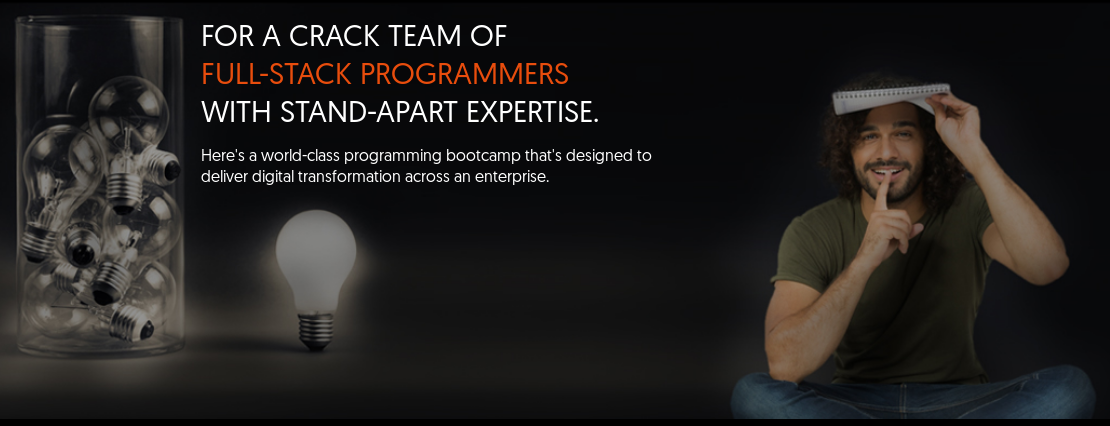 FOR A CRACK TEAM OF
FULL-STACK PROGRAMMERS
WITH STAND-APART EXPERTISE.
Here's a world-class programming bootcamp that's designed to
deliver digital transformation across an enterprise.